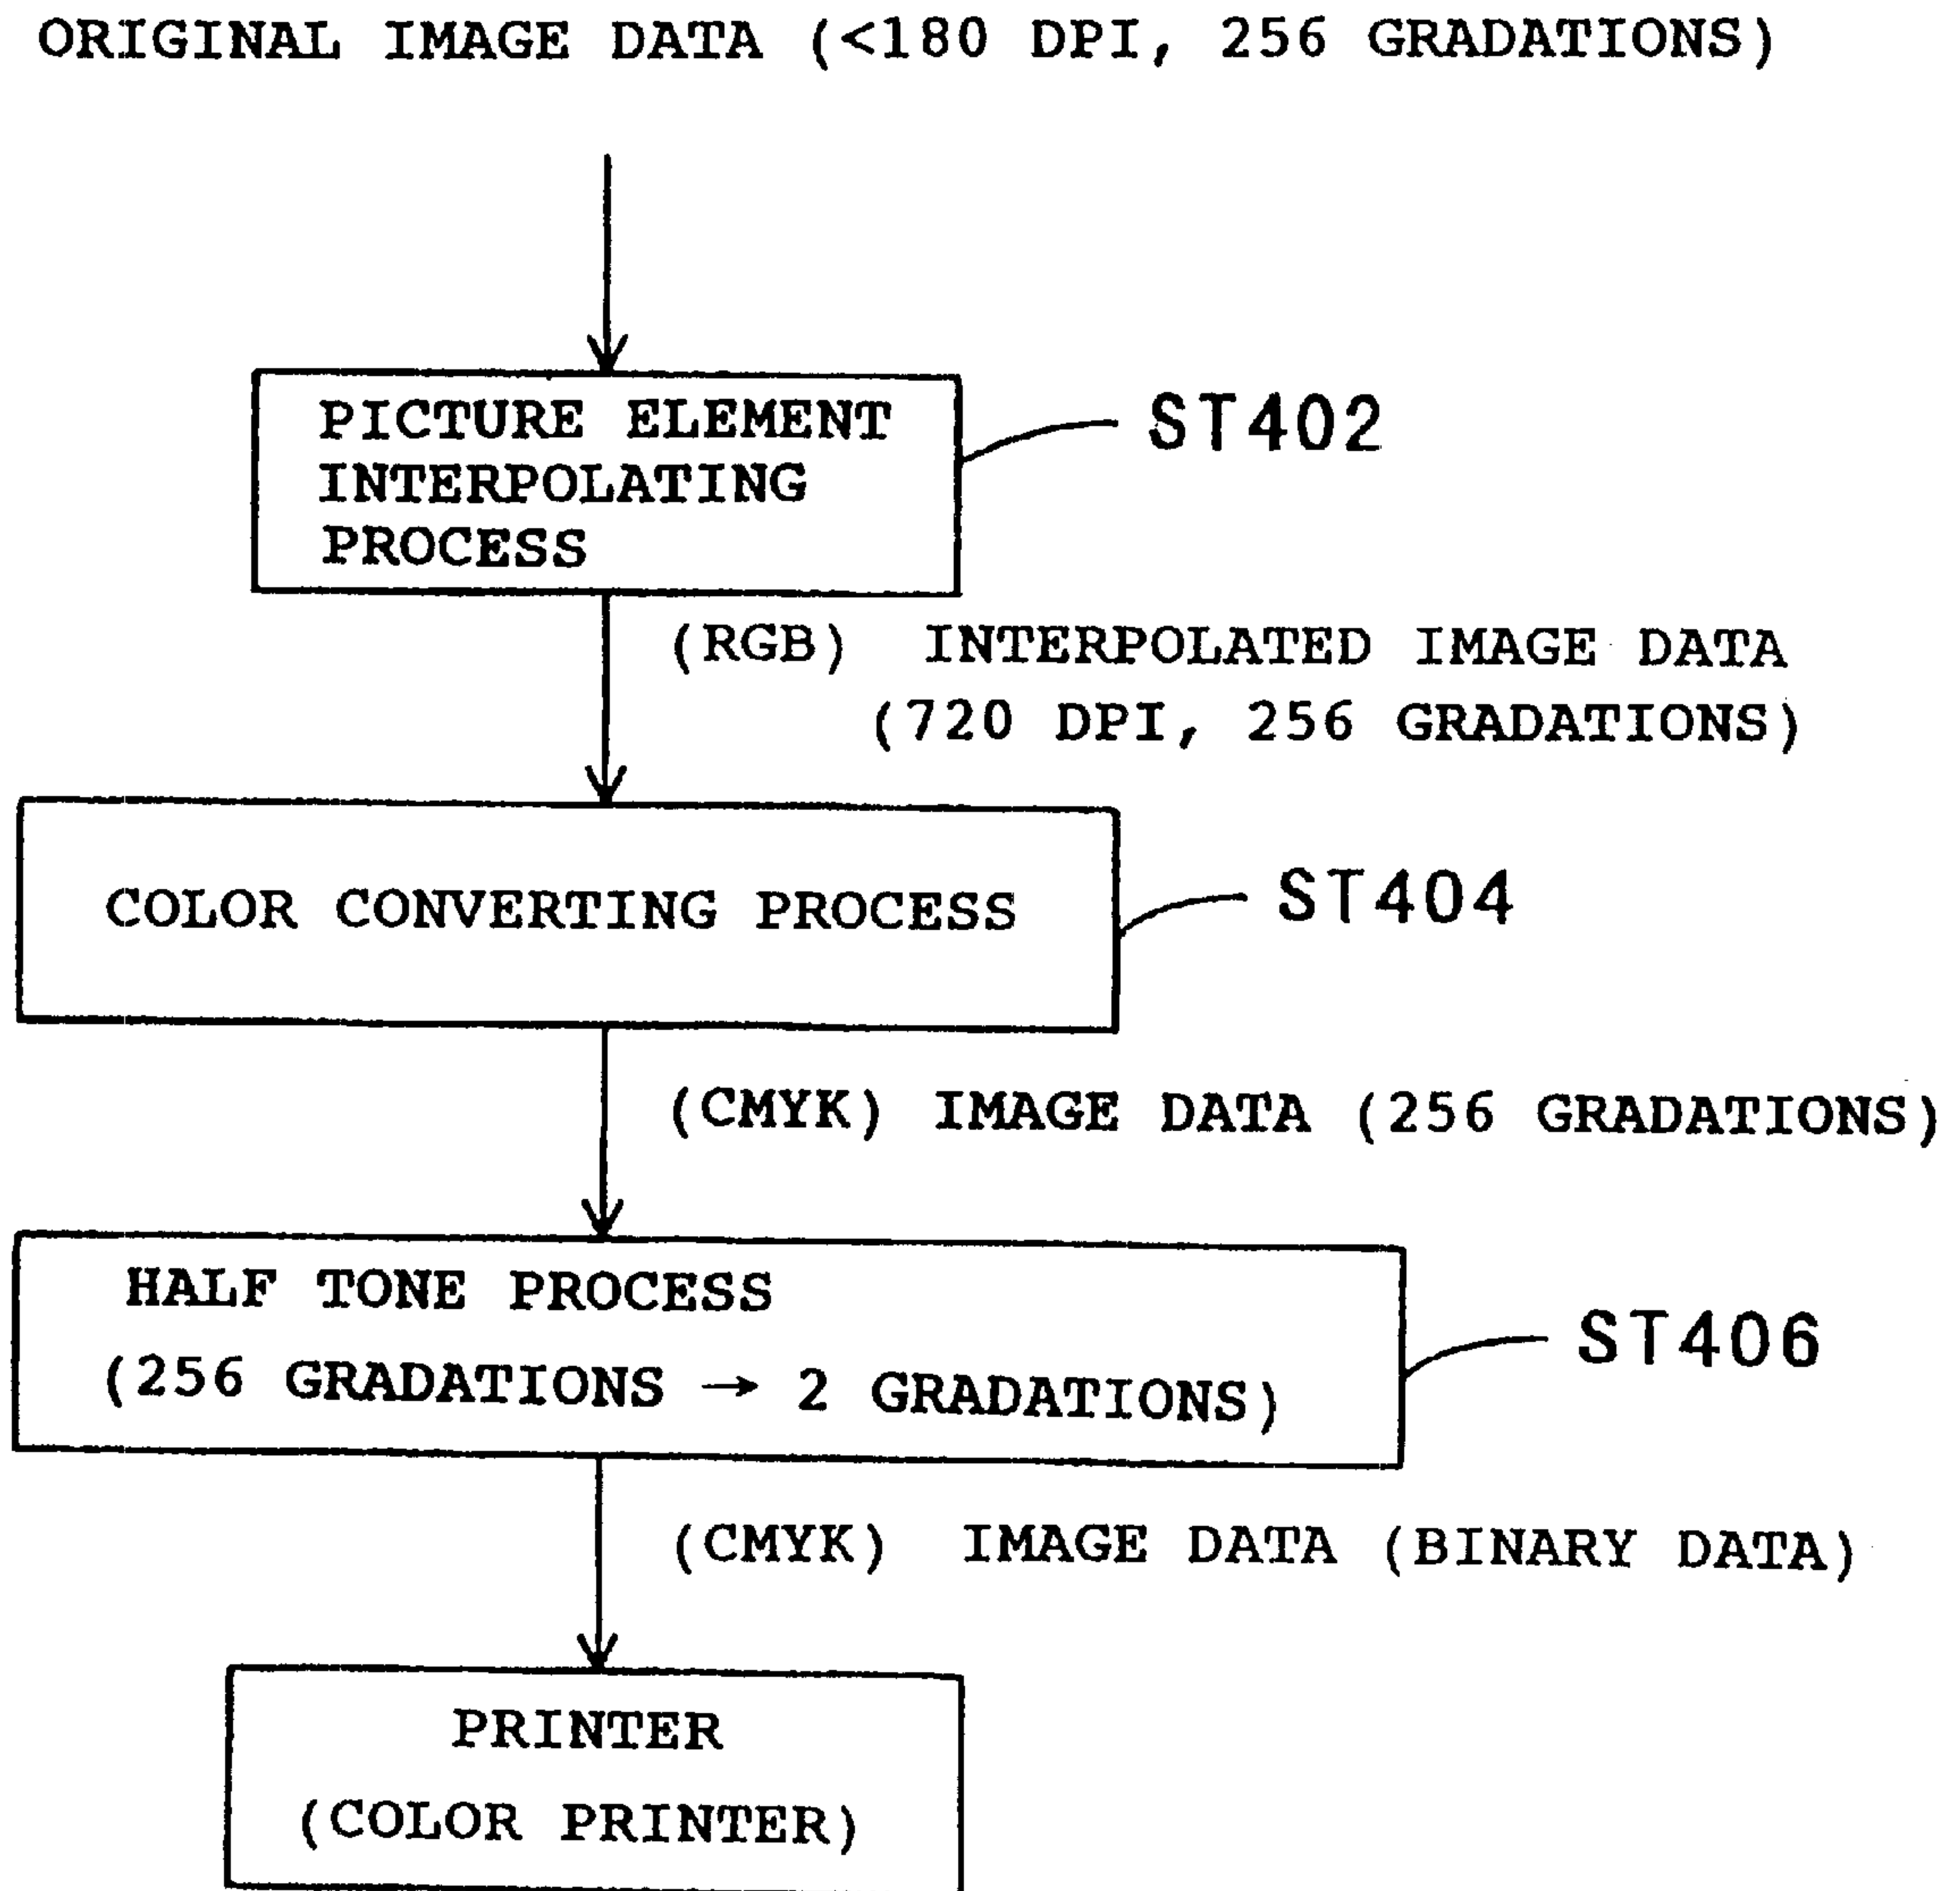 ORIGINAL IMAGE DATA (<180 DPI, 256 GRADATIONS)
PICTURE ELEMENT
INTERPOLATING
PROCESS
ST402
(RGB) INTERPOLATED IMAGE DATA
(720 DPI, 256 GRADATIONS)
COLOR CONVERTING PROCESS
ST404
(CMYK) IMAGE DATA (256 GRADATIONS)
HALF TONE PROCESS
(256 GRADATIONS → 2 GRADATIONS)
ST406
(CMYK) IMAGE DATA (BINARY DATA)
PRINTER
(COLOR PRINTER)